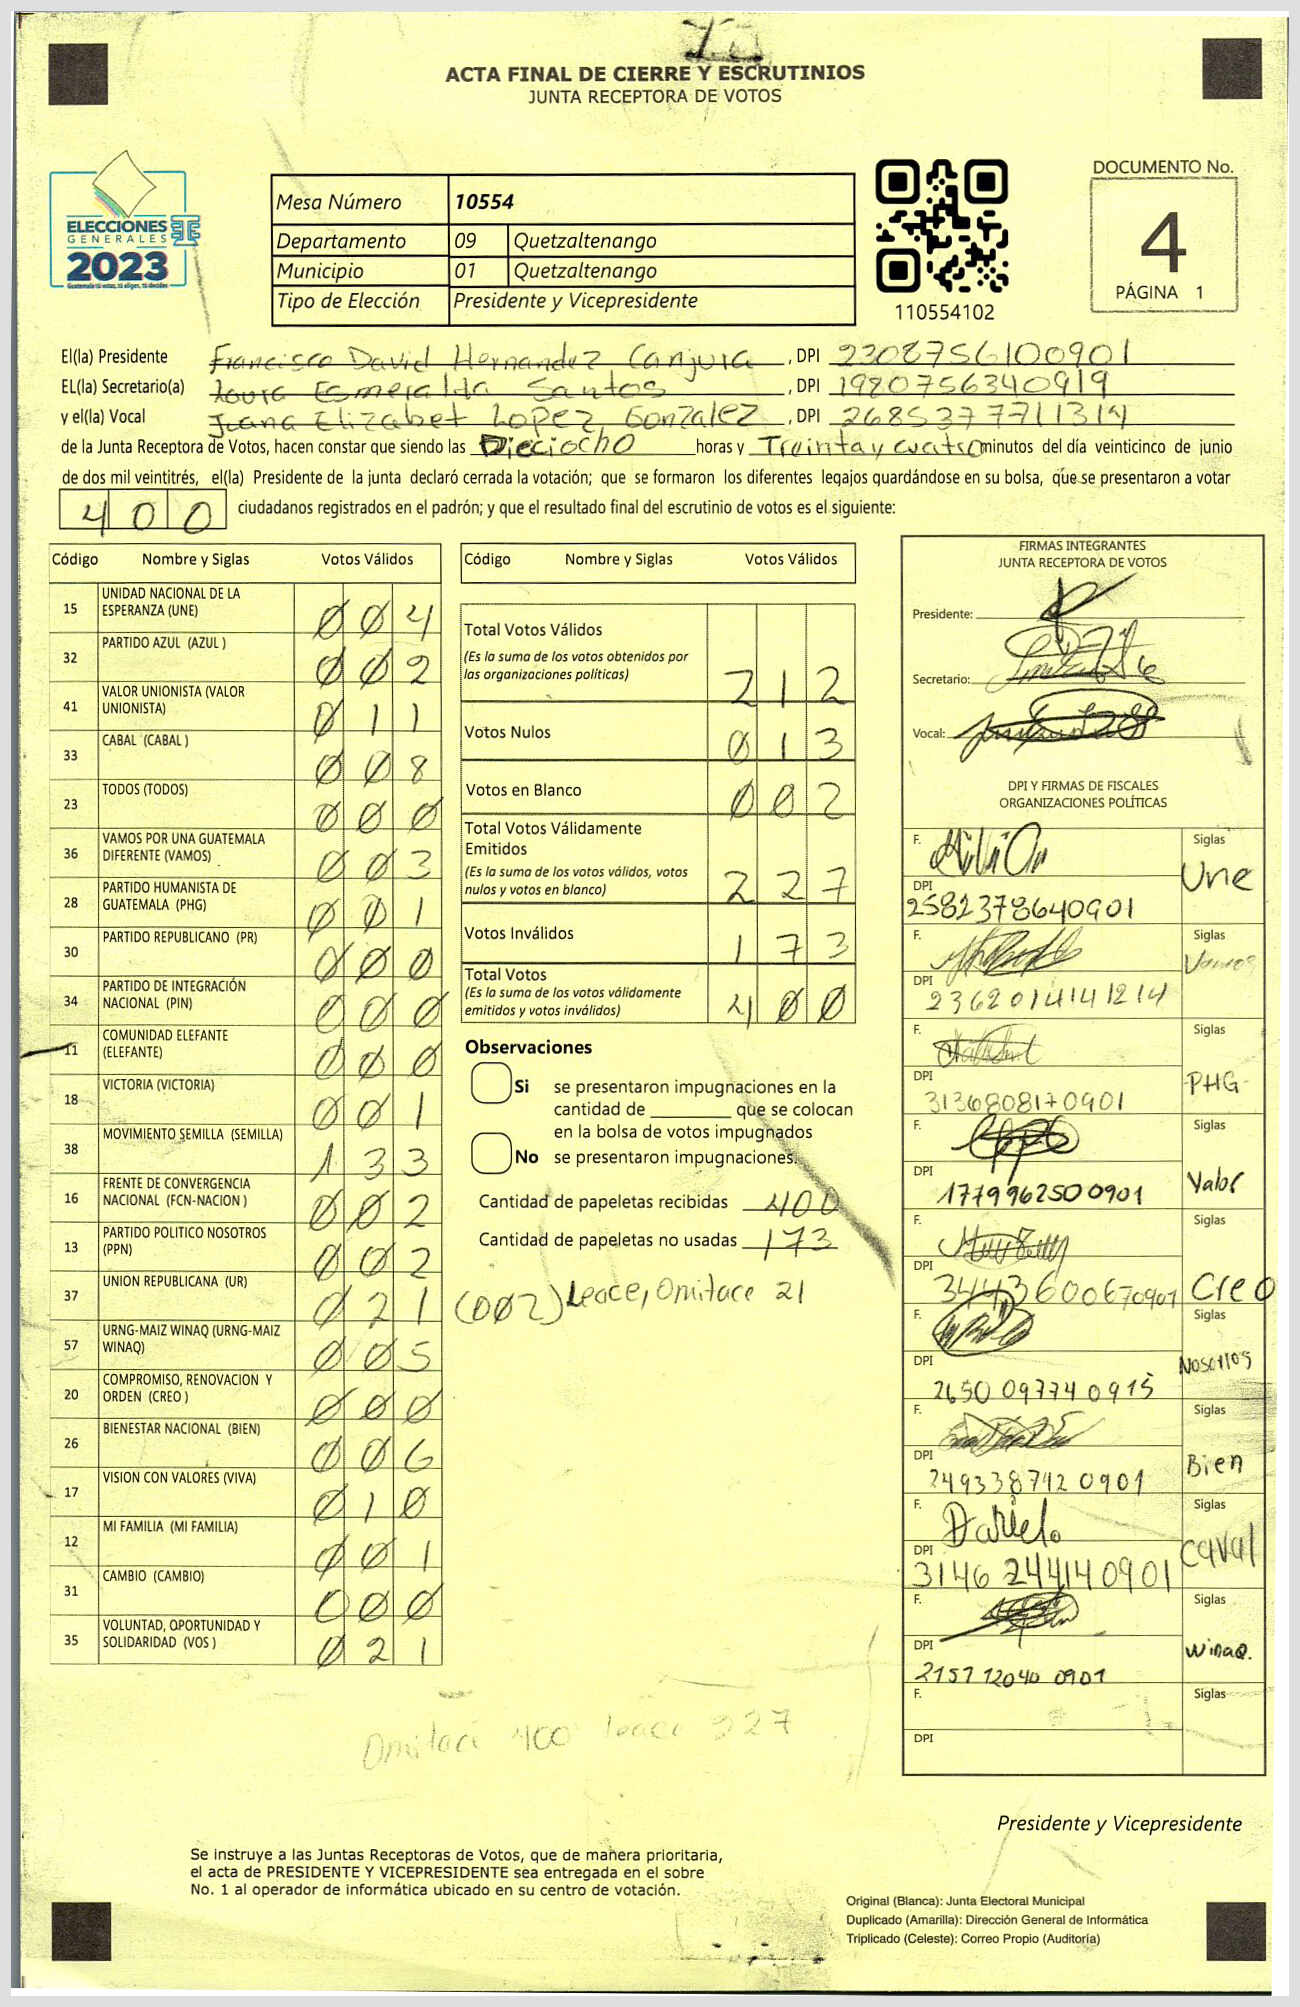 ACTA FINAL DE CIERRE Y ESCRUTINIOS
JUNTA RECEPTORA DE VOTOS
ELECCIONES
GENERALES
2023
Guatemala tú votas, tú eliges, tú decides
Mesa Número 10554
Departamento 09 Quetzaltenango
Municipio 01 Quetzaltenango
Tipo de Elección Presidente y Vicepresidente
110554102
DOCUMENTO No.
4
PÁGINA 1
El(la) Presidente Francisco David Hernandez Canjura, DPI 2308756100901
EL(la) Secretario(a) Laura Esmeralda Santos, DPI 1980756340919
y el(la) Vocal Juana Elizabet Lopez Gonzalez, DPI 2685377711314
de la Junta Receptora de Votos, hacen constar que siendo las Dieciocho horas y Treinta y cuatro minutos del día veinticinco de junio
de dos mil veintitrés, el(la) Presidente de la junta declaró cerrada la votación; que se formaron los diferentes legajos guardándose en su bolsa, que se presentaron a votar
400 ciudadanos registrados en el padrón; y que el resultado final del escrutinio de votos es el siguiente:
Código Nombre y Siglas Votos Válidos
15 UNIDAD NACIONAL DE LA ESPERANZA (UNE) 004
32 PARTIDO AZUL (AZUL ) 002
41 VALOR UNIONISTA (VALOR UNIONISTA) 011
33 CABAL (CABAL ) 008
23 TODOS (TODOS) 000
36 VAMOS POR UNA GUATEMALA DIFERENTE (VAMOS) 003
28 PARTIDO HUMANISTA DE GUATEMALA (PHG) 001
30 PARTIDO REPUBLICANO (PR) 000
34 PARTIDO DE INTEGRACIÓN NACIONAL (PIN) 000
11 COMUNIDAD ELEFANTE (ELEFANTE) 000
18 VICTORIA (VICTORIA) 001
38 MOVIMIENTO SEMILLA (SEMILLA) 133
16 FRENTE DE CONVERGENCIA NACIONAL (FCN-NACION ) 002
13 PARTIDO POLITICO NOSOTROS (PPN) 002
37 UNION REPUBLICANA (UR) 021 (002) Leace, Omitace 21
57 URNG-MAIZ WINAQ (URNG-MAIZ WINAQ) 005
20 COMPROMISO, RENOVACION Y ORDEN (CREO ) 000
26 BIENESTAR NACIONAL (BIEN) 006
17 VISION CON VALORES (VIVA) 010
12 MI FAMILIA (MI FAMILIA) 001
31 CAMBIO (CAMBIO) 000
35 VOLUNTAD, OPORTUNIDAD Y SOLIDARIDAD (VOS ) 021
Código Nombre y Siglas Votos Válidos
Total Votos Válidos 212
(Es la suma de los votos obtenidos por
las organizaciones políticas)
Votos Nulos 013
Votos en Blanco 002
Total Votos Válidamente
Emitidos
(Es la suma de los votos válidos, votos
nulos y votos en blanco) 227
Votos Inválidos 173
Total Votos
(Es la suma de los votos válidamente
emitidos y votos inválidos) 400
Observaciones
Si se presentaron impugnaciones en la
cantidad de ________ que se colocan
en la bolsa de votos impugnados
No se presentaron impugnaciones.
Cantidad de papeletas recibidas 400
Cantidad de papeletas no usadas 173
FIRMAS INTEGRANTES
JUNTA RECEPTORA DE VOTOS
Presidente:
Secretario:
Vocal:
DPI Y FIRMAS DE FISCALES
ORGANIZACIONES POLÍTICAS
F. Siglas Une
DPI 2582378640901
F. Siglas Vamos
DPI 2362014141214
F. Siglas PHG
DPI 3136808170901
F. Siglas Valor
DPI 1779962500901
F. Siglas Creo
DPI 3443600670901
F. Siglas Nosotros
DPI 2650097740915
F. Siglas Bien
DPI 2493387420901
F. Siglas Caval
DPI 3146244140901
F. Siglas Winaq.
DPI 2157120400901
F. Siglas
DPI
Omitace 400 leace 227
Presidente y Vicepresidente
Se instruye a las Juntas Receptoras de Votos, que de manera prioritaria,
el acta de PRESIDENTE Y VICEPRESIDENTE sea entregada en el sobre
No. 1 al operador de informática ubicado en su centro de votación.
Original (Blanca): Junta Electoral Municipal
Duplicado (Amarilla): Dirección General de Informática
Triplicado (Celeste): Correo Propio (Auditoría)